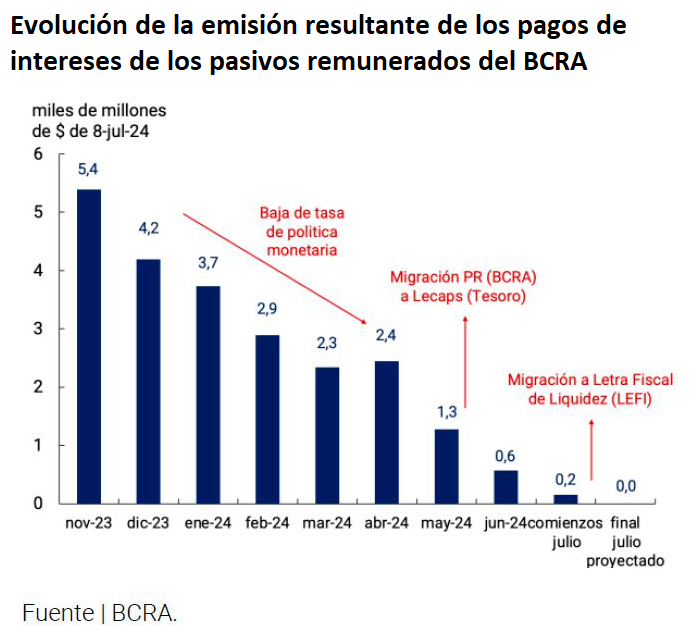 Evolución de la emisión resultante de los pagos de
intereses de los pasivos remunerados del BCRA
miles de millones
de $ de 8-jul-24
6
5
4
3
2
1
0
5,4
4,2
3,7
2,9
2,3
2,4
1,3
0,6
0,2
0,0
Baja de tasa
de politica
monetaria
Migración PR (BCRA)
a Lecaps (Tesoro)
Migración a Letra Fiscal
de Liquidez (LEFI)
nov-23
dic-23
ene-24
feb-24
mar-24
abr-24
may-24
jun-24
comienzos
julio
final
julio
proyectado
Fuente | BCRA.